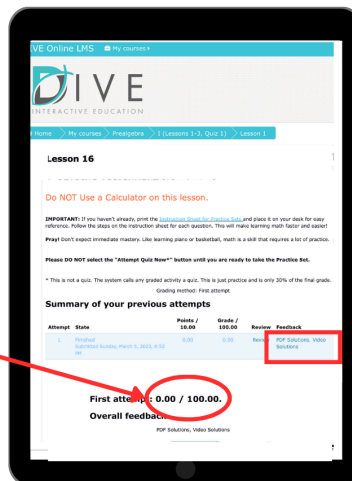 IVE Online LMS My courses
DIVE
INTERACTIVE EDUCATION
Home My courses Prealgebra I (Lessons 1-3, Quiz 1) Lesson 1
Lesson 16
Do NOT Use a Calculator on this lesson.
IMPORTANT: If you haven't already, print the Instruction Sheet for Practice Sets and place it on your desk for easy
reference. Follow the steps on the instruction sheet for each question. This will make learning math faster and easier!
Pray! Don't expect immediate mastery. Like learning piano or basketball, math is a skill that requires a lot of practice.
Please DO NOT select the "Attempt Quiz Now*" button until you are ready to take the Practice Set.
* This is not a quiz. The system calls any graded activity a quiz. This is just practice and is only 30% of the final grade.
Grading method: First attempt
Summary of your previous attempts
Points / Grade /
Attempt State 10.00 100.00 Review Feedback
1 Finished 0.00 0.00 Review PDF Solutions, Video
Submitted Sunday, March 5, 2023, Solutions
First attempt: 0.00 / 100.00.
Overall feedback
PDF Solutions, Video Solutions